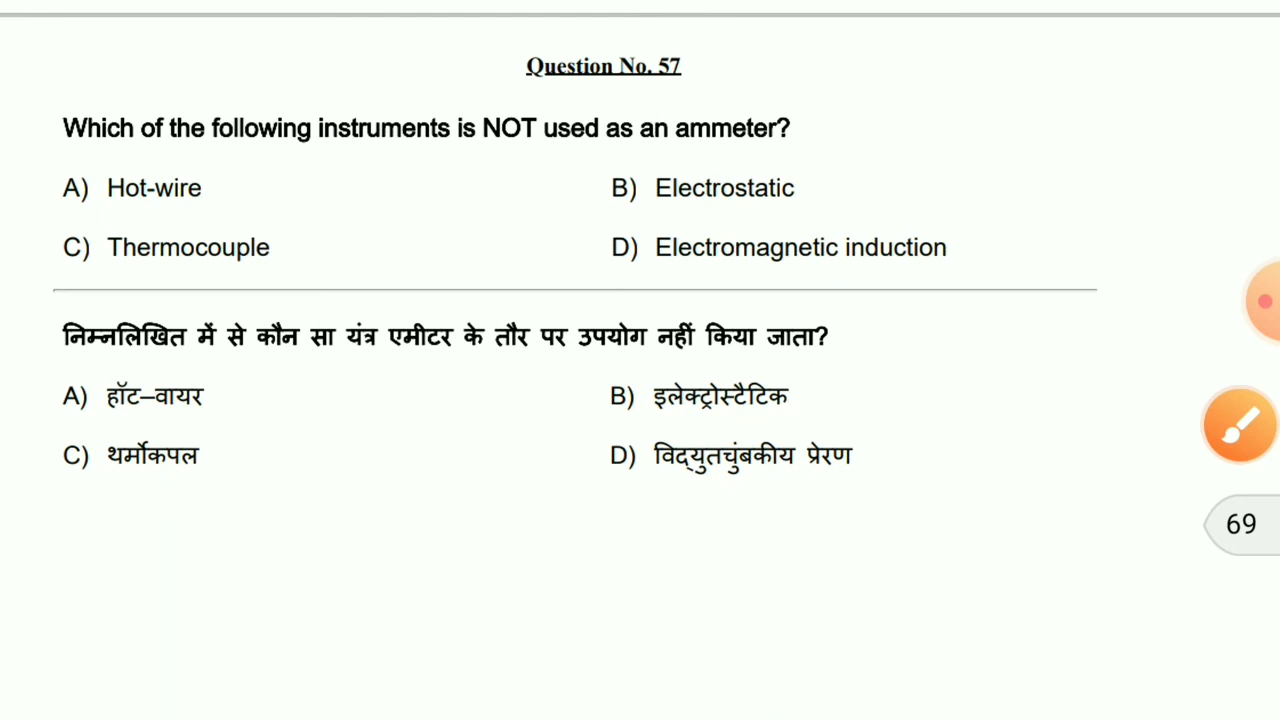 Question No. 57
Which of the following instruments is NOT used as an ammeter?
A) Hot-wire B) Electrostatic
C) Thermocouple D) Electromagnetic induction
निम्नलिखित में से कौन सा यंत्र एमीटर के तौर पर उपयोग नहीं किया जाता?
A) हॉट–वायर B) इलेक्ट्रोस्टैटिक
C) थर्मोकपल D) विद्युतचुंबकीय प्रेरण
69